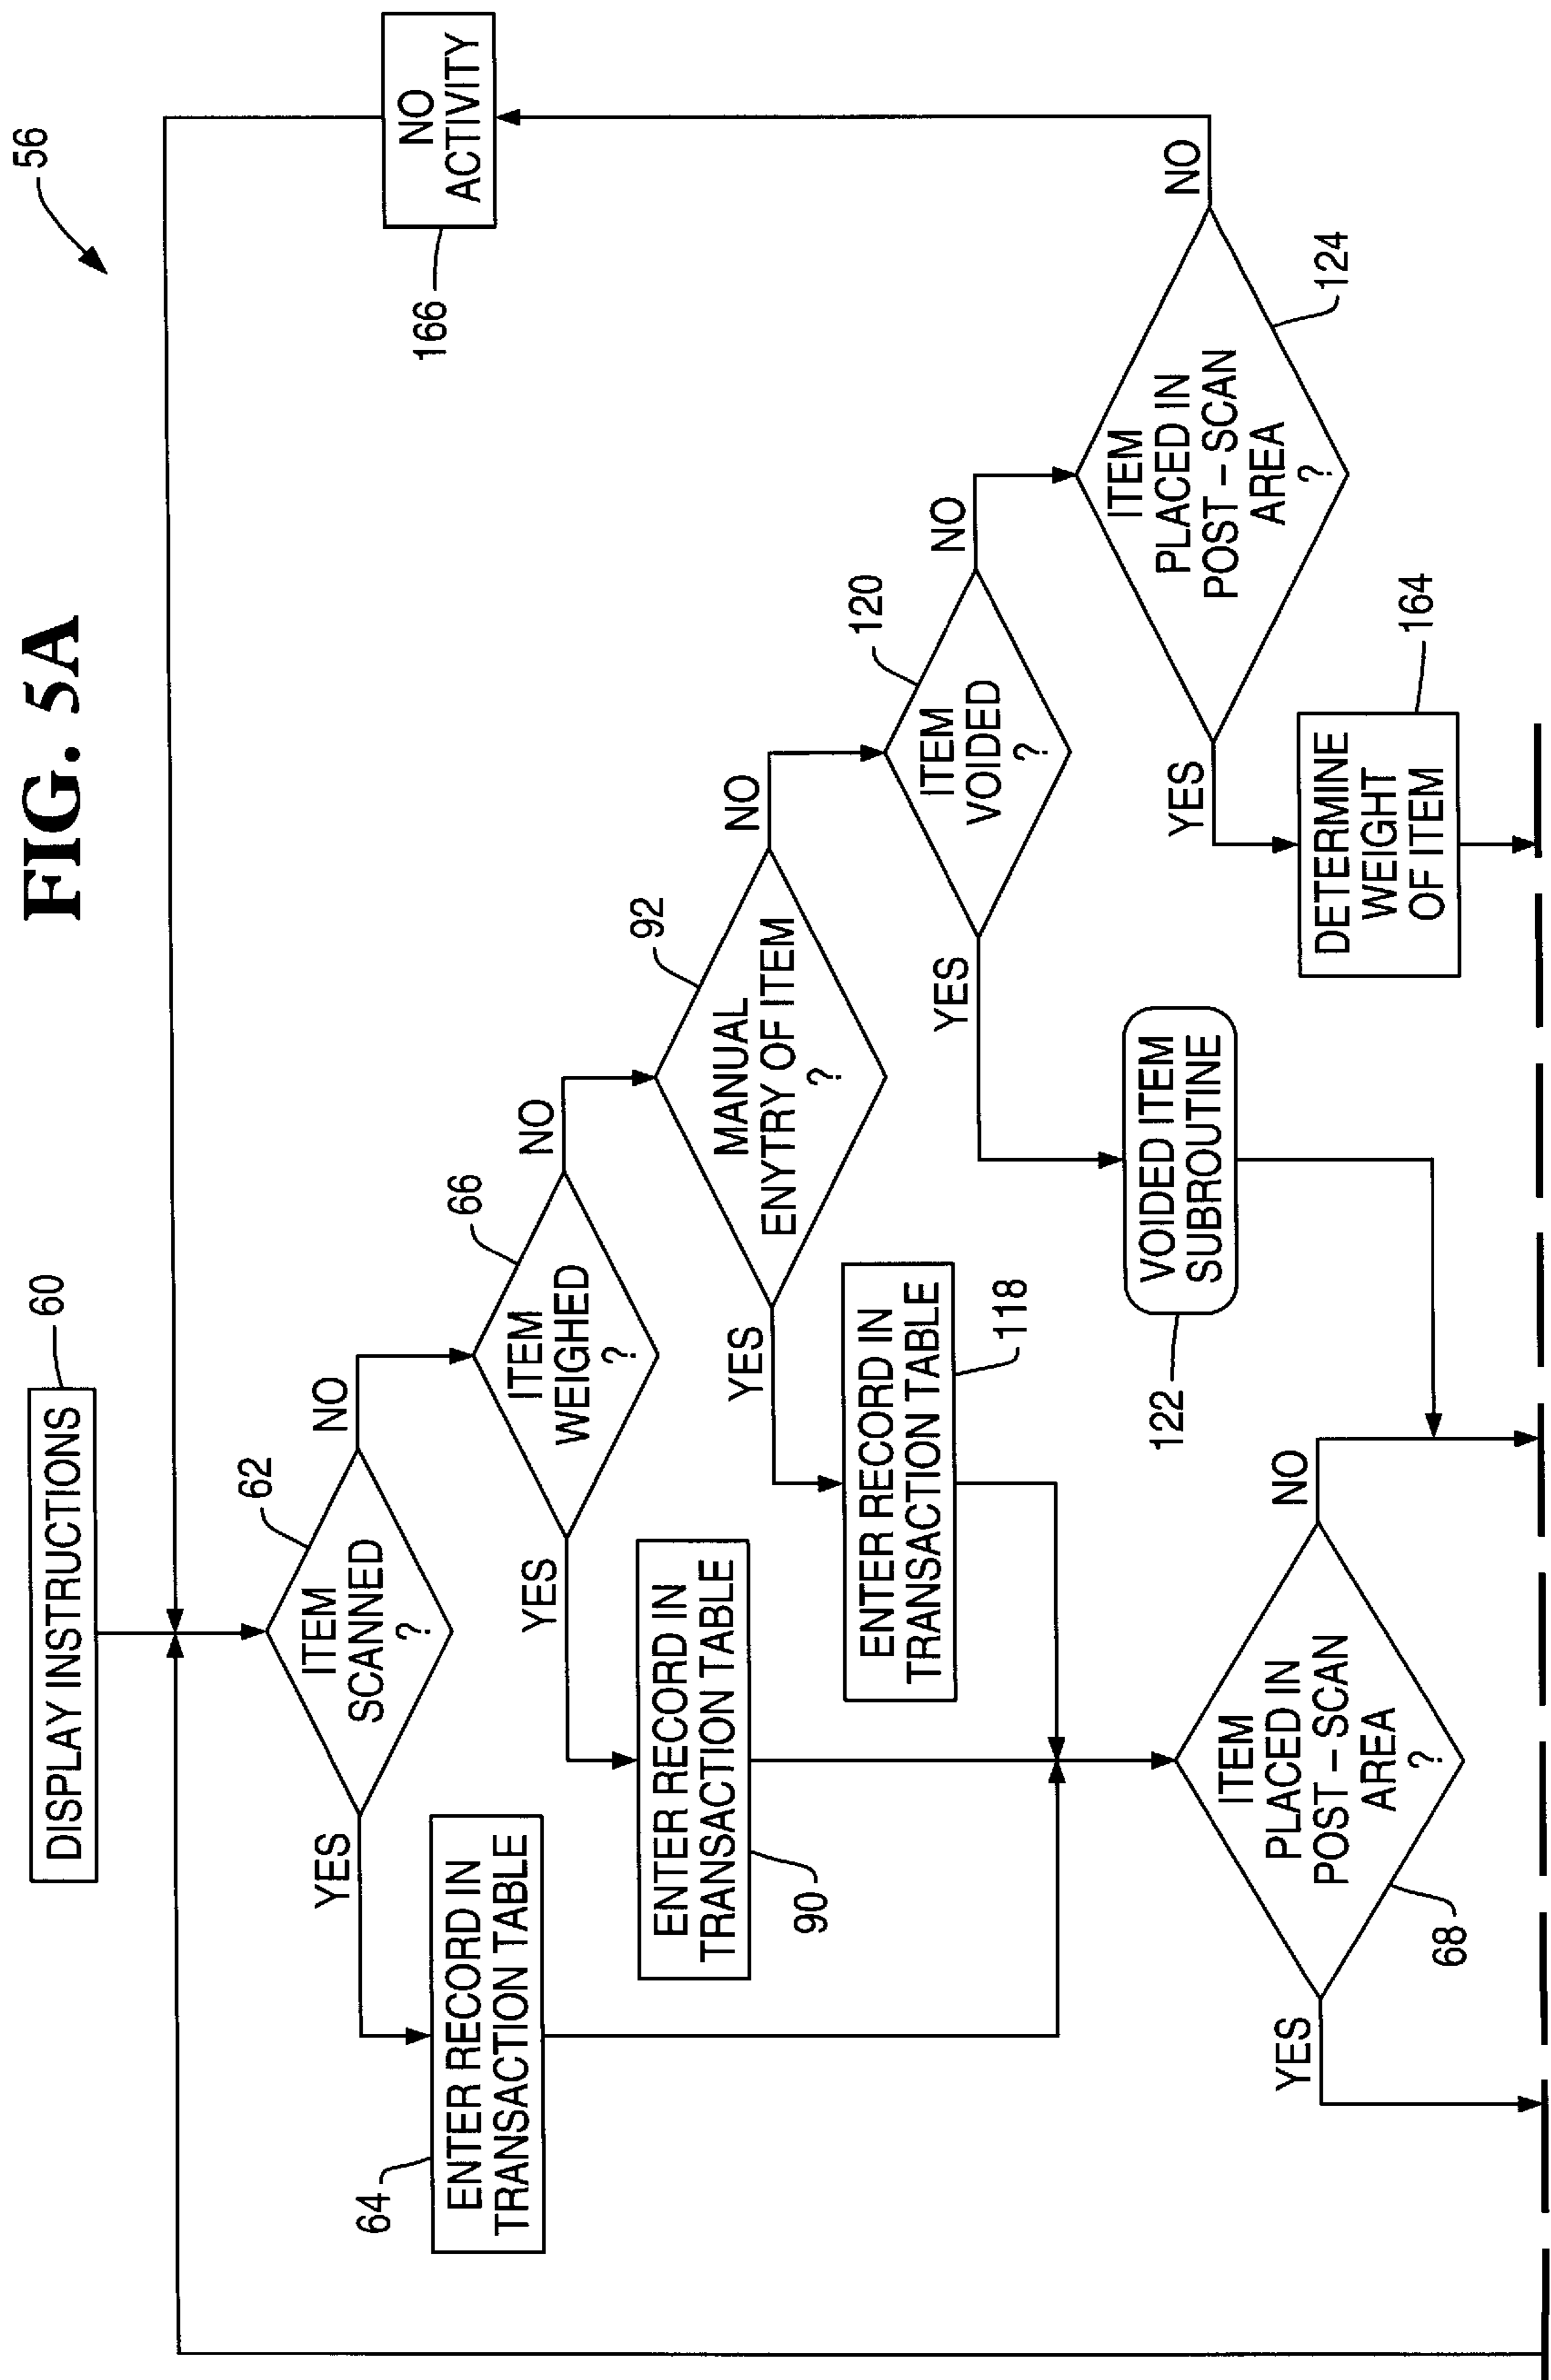 FIG. 5A
56
DISPLAY INSTRUCTIONS
60
ITEM
SCANNED
?
62
YES
NO
64
ENTER RECORD IN
TRANSACTION TABLE
ITEM
WEIGHED
?
66
YES
NO
ENTER RECORD IN
TRANSACTION TABLE
90
MANUAL
ENYTRY OF ITEM
?
92
YES
NO
ENTER RECORD IN
TRANSACTION TABLE
118
ITEM
VOIDED
?
120
YES
NO
VOIDED ITEM
SUBROUTINE
122
ITEM
PLACED IN
POST – SCAN
AREA
?
124
YES
NO
DETERMINE
WEIGHT
OF ITEM
164
NO
ACTIVITY
166
ITEM
PLACED IN
POST – SCAN
AREA
?
68
YES
NO